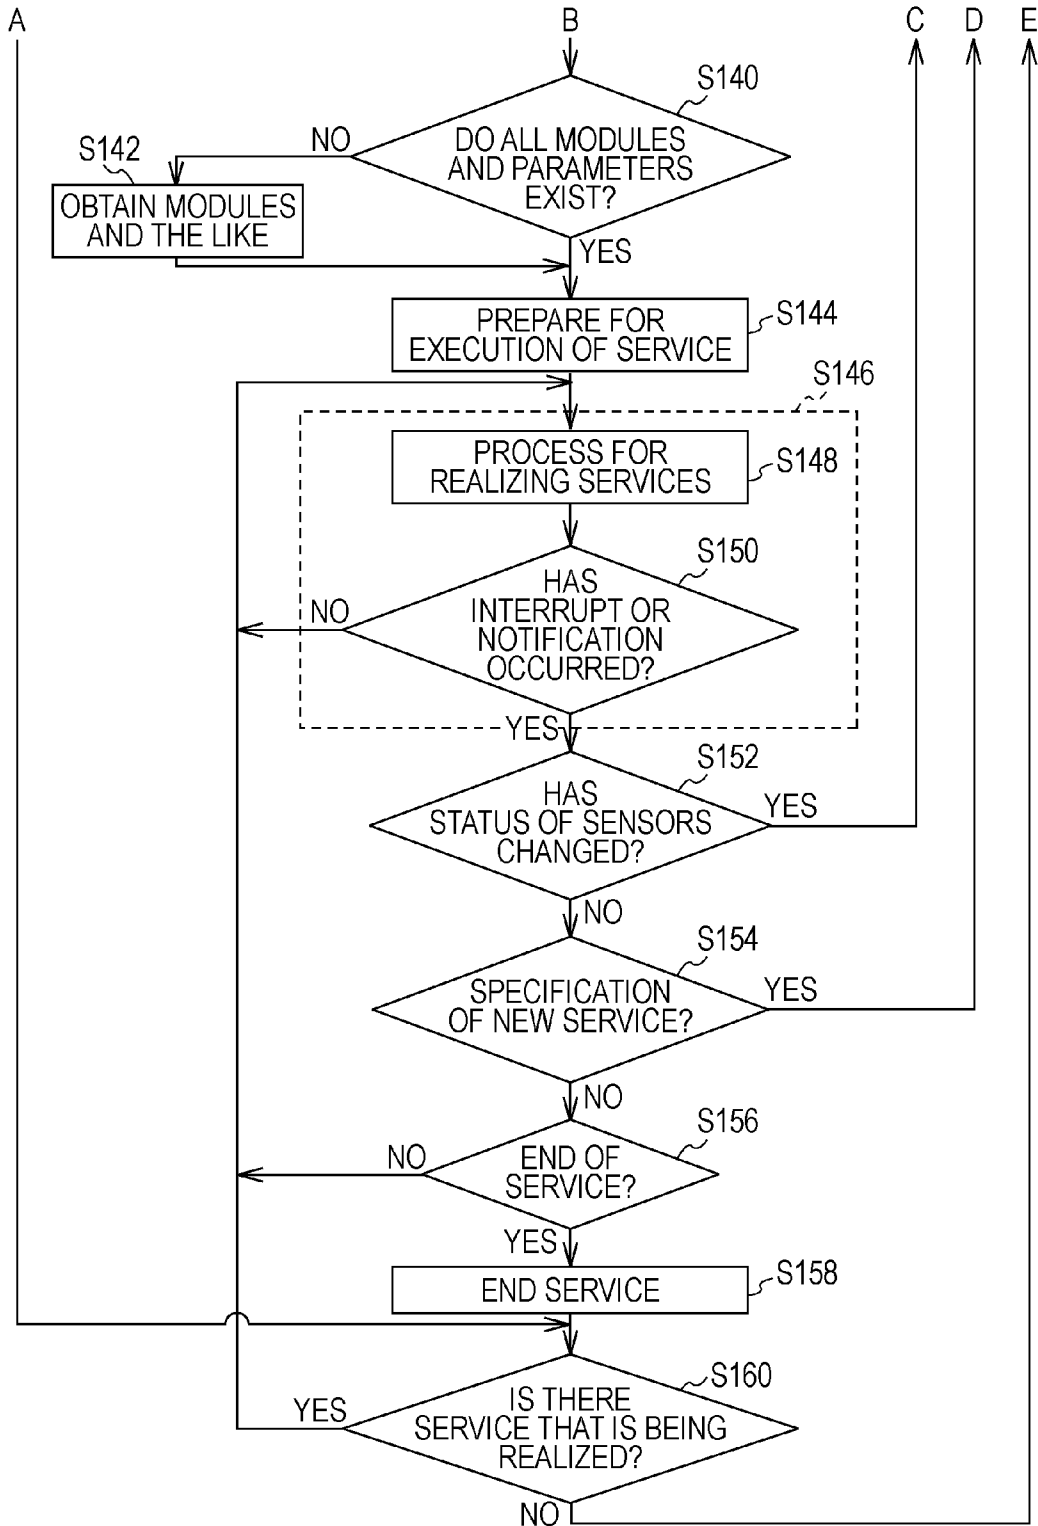 A
B
C
D
E
S140
DO ALL MODULES
AND PARAMETERS
EXIST?
NO
S142
OBTAIN MODULES
AND THE LIKE
YES
PREPARE FOR
EXECUTION OF SERVICE
S144
S146
PROCESS FOR
REALIZING SERVICES
S148
S150
HAS
INTERRUPT OR
NOTIFICATION
OCCURRED?
NO
YES
S152
HAS
STATUS OF SENSORS
CHANGED?
YES
NO
S154
SPECIFICATION
OF NEW SERVICE?
YES
NO
S156
END OF
SERVICE?
NO
YES
END SERVICE
S158
S160
IS THERE
SERVICE THAT IS BEING
REALIZED?
YES
NO